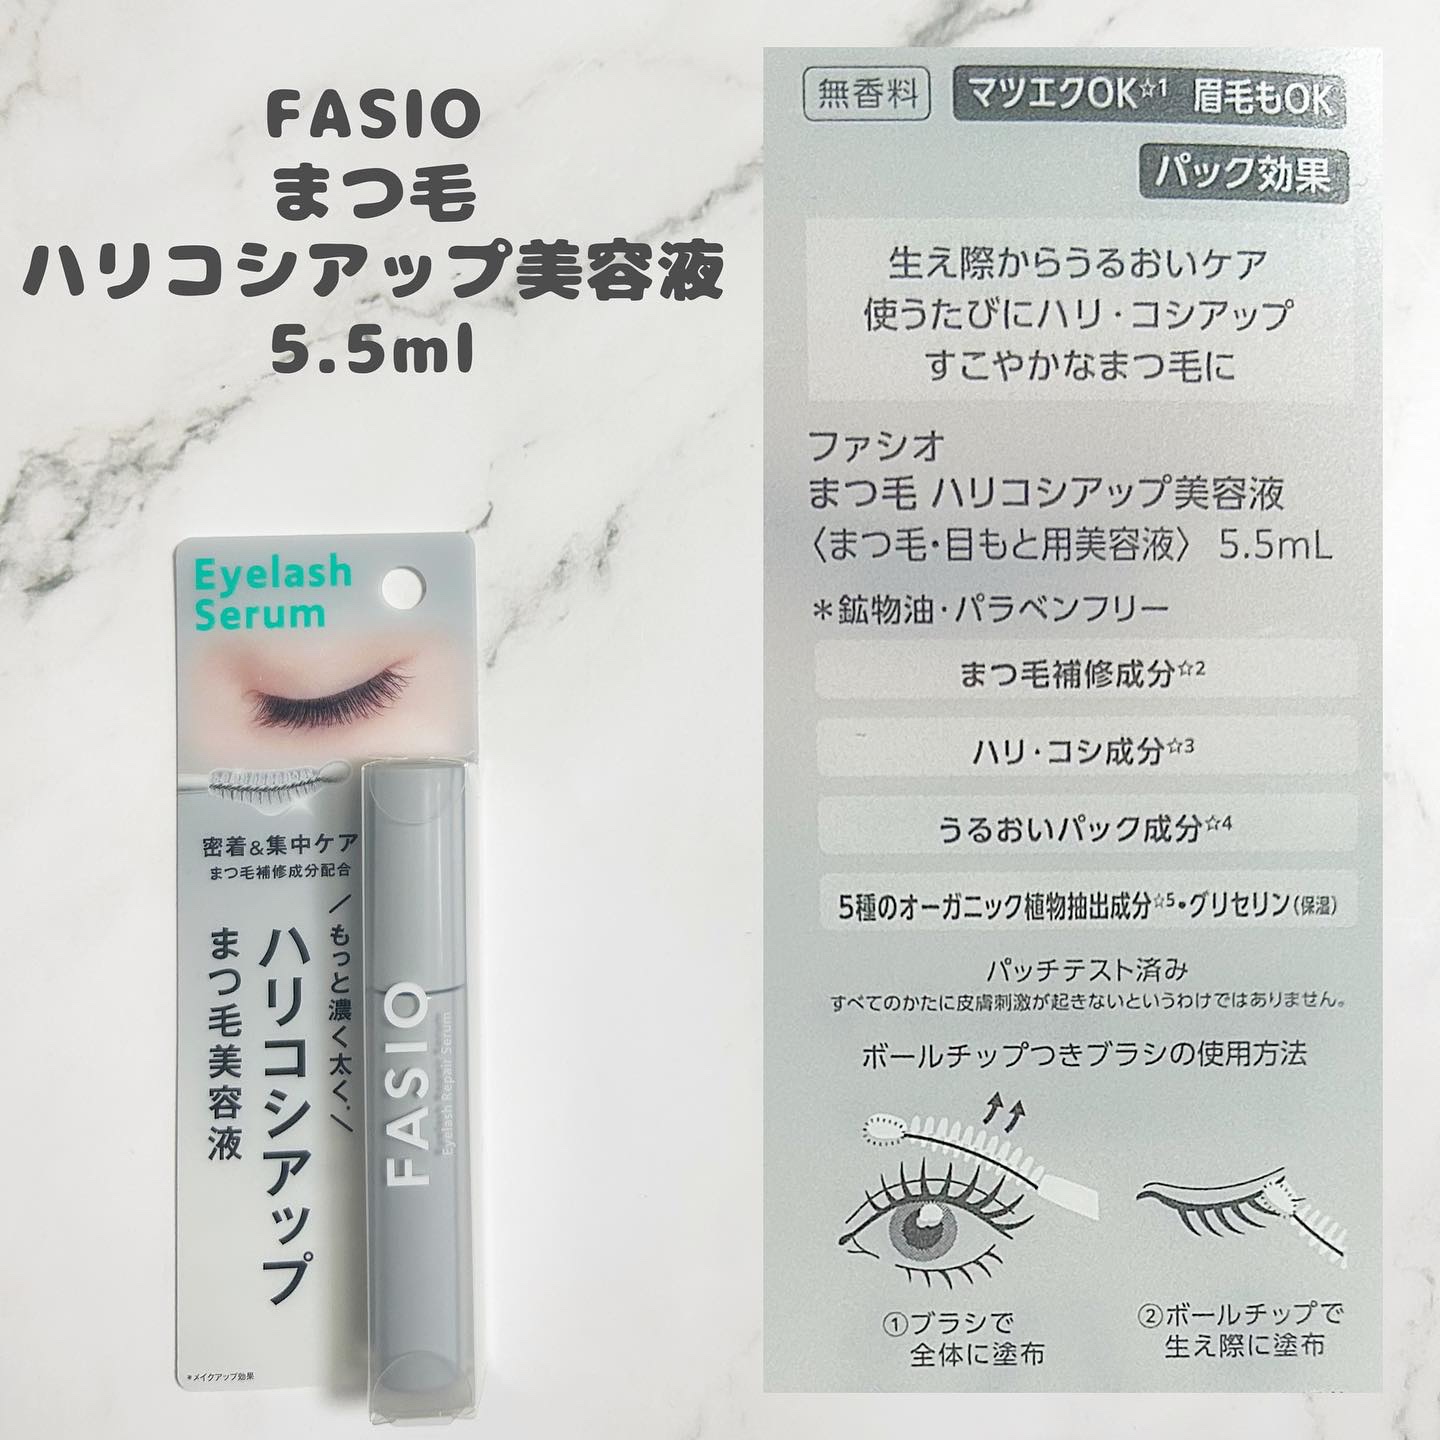 FASIO
まつ毛
ハリコシアップ美容液
5.5ml
Eyelash
Serum
密着&集中ケア
まつ毛補修成分配合
\もっと濃く太く*/
ハリコシアップ
まつ毛美容液
FASIO
Eyelash Repair Serum
*メイクアップ効果
無香料
マツエクOK☆1 眉毛もOK
パック効果
生え際からうるおいケア
使うたびにハリ・コシアップ
すこやかなまつ毛に
ファシオ
まつ毛 ハリコシアップ美容液
〈まつ毛・目もと用美容液〉 5.5mL
*鉱物油・パラベンフリー
まつ毛補修成分☆2
ハリ・コシ成分☆3
うるおいパック成分☆4
5種のオーガニック植物抽出成分☆5・グリセリン(保湿)
パッチテスト済み
すべてのかたに皮膚刺激が起きないというわけではありません。
ボールチップつきブラシの使用方法
①ブラシで
全体に塗布
②ボールチップで
生え際に塗布